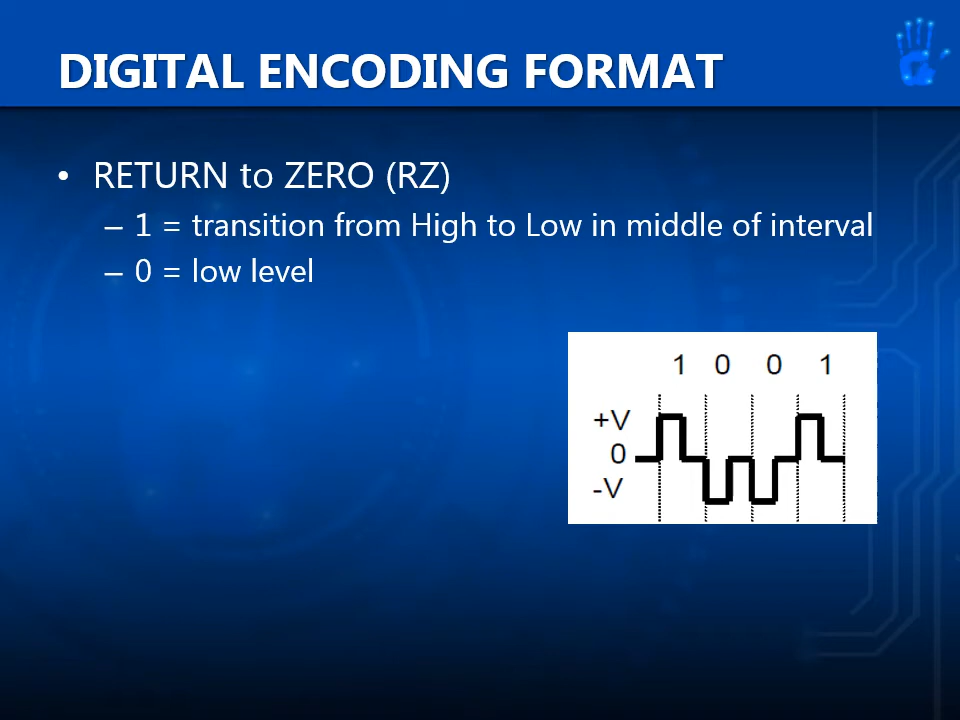 DIGITAL ENCODING FORMAT
• RETURN to ZERO (RZ)
– 1 = transition from High to Low in middle of interval
– 0 = low level
1 0 0 1
+V
0
-V